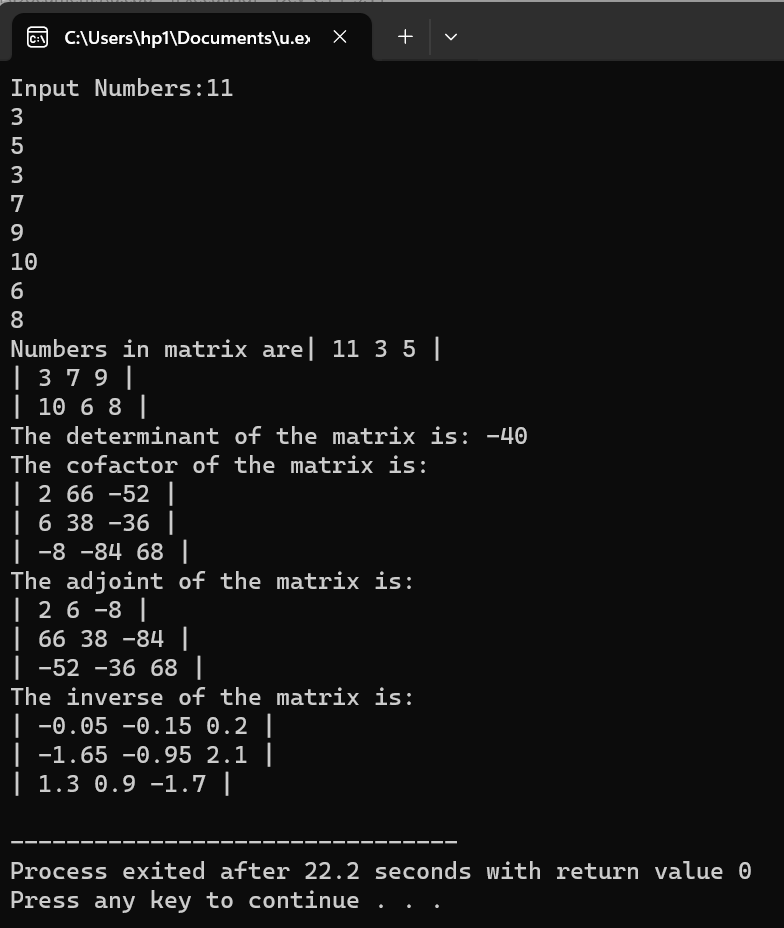 C:\Users\hp1\Documents\u.ex
Input Numbers:11
3
5
3
7
9
10
6
8
Numbers in matrix are| 11 3 5 |
| 3 7 9 |
| 10 6 8 |
The determinant of the matrix is: -40
The cofactor of the matrix is:
| 2 66 -52 |
| 6 38 -36 |
| -8 -84 68 |
The adjoint of the matrix is:
| 2 6 -8 |
| 66 38 -84 |
| -52 -36 68 |
The inverse of the matrix is:
| -0.05 -0.15 0.2 |
| -1.65 -0.95 2.1 |
| 1.3 0.9 -1.7 |
--------------------------------
Process exited after 22.2 seconds with return value 0
Press any key to continue . . .